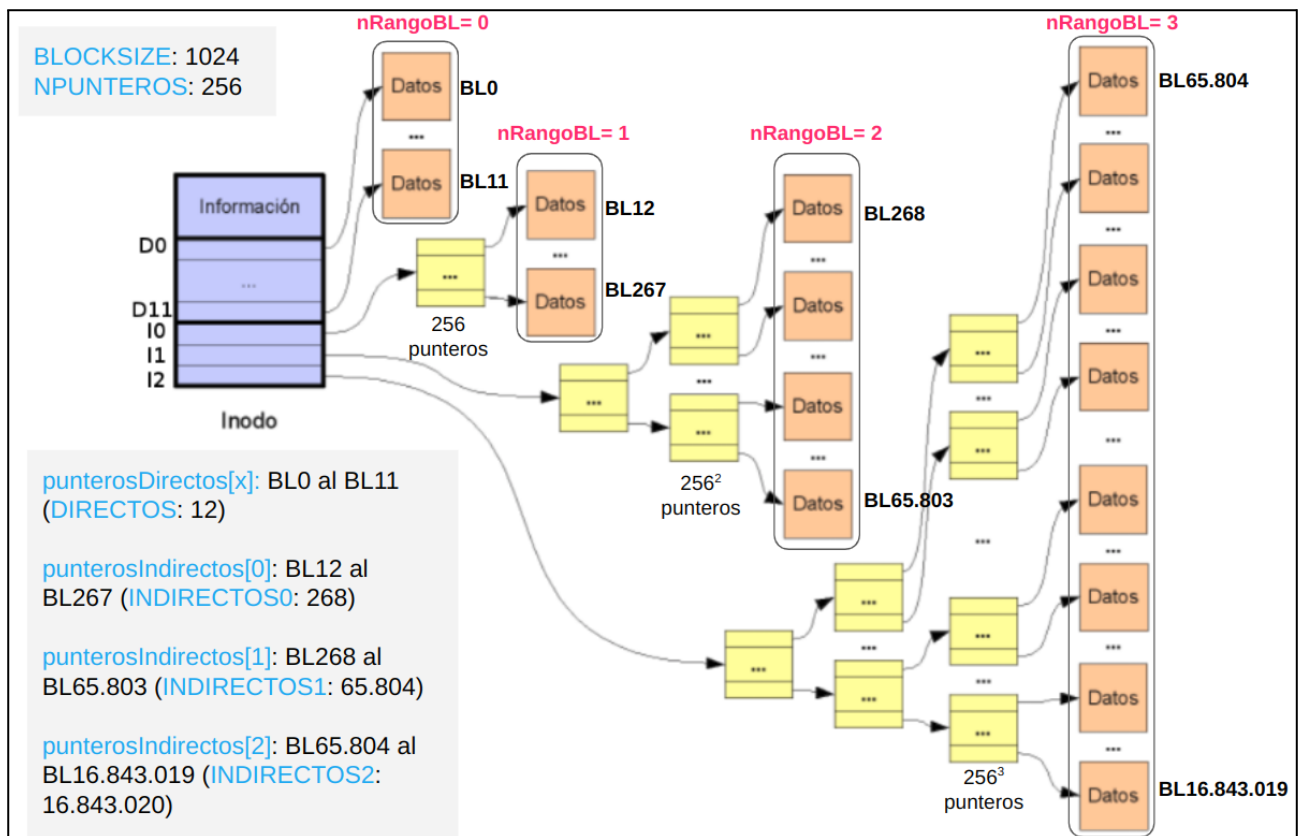 BLOCKSIZE: 1024
NPUNTEROS: 256
nRangoBL= 0
Datos
BL0
...
Datos
BL11
nRangoBL= 1
Datos
BL12
...
Datos
BL267
nRangoBL= 2
Datos
BL268
...
Datos
...
Datos
...
Datos
BL65.803
nRangoBL= 3
Datos
BL65.804
...
Datos
...
Datos
...
Datos
...
Datos
...
Datos
...
Datos
...
Datos
BL16.843.019
Información
D0
...
D11
I0
I1
I2
Inodo
...
256
punteros
...
...
...
...
256²
punteros
...
...
...
...
...
...
...
...
...
...
...
...
256³
punteros
punterosDirectos[x]: BL0 al BL11
(DIRECTOS: 12)
punterosIndirectos[0]: BL12 al
BL267 (INDIRECTOS0: 268)
punterosIndirectos[1]: BL268 al
BL65.803 (INDIRECTOS1: 65.804)
punterosIndirectos[2]: BL65.804 al
BL16.843.019 (INDIRECTOS2:
16.843.020)